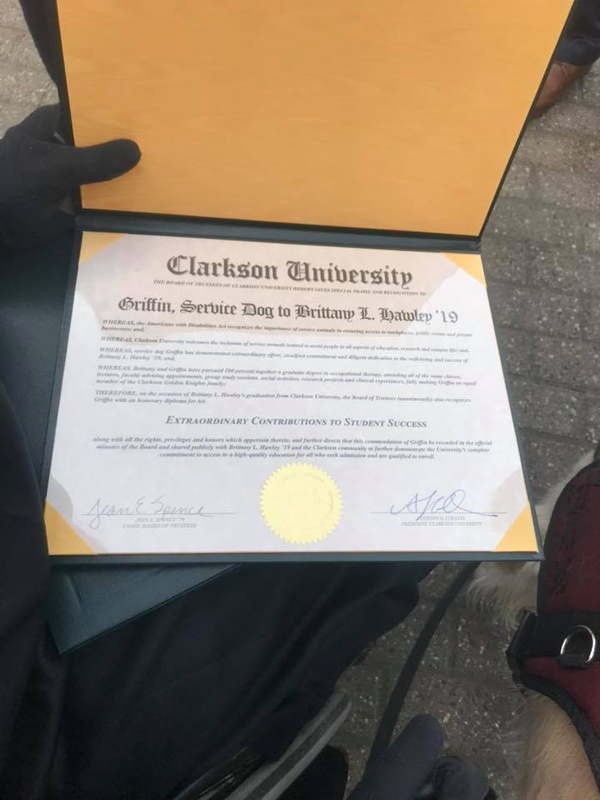 Clarkson University
THE BOARD OF TRUSTEES OF CLARKSON UNIVERSITY HEREBY GIVES SPECIAL PRAISE AND RECOGNITION TO
Griffin, Service Dog to Brittany L. Hawley '19
WHEREAS, the Americans with Disabilities Act recognizes the importance of service animals in ensuring access to workplaces, public events and private
businesses; and,
WHEREAS, Clarkson University welcomes the inclusion of service animals trained to assist people in all aspects of education, research and campus life; and,
WHEREAS, service dog Griffin has demonstrated extraordinary effort, steadfast commitment and diligent dedication to the well-being and success of
Brittany L. Hawley '19; and,
WHEREAS, Brittany and Griffin have pursued 100 percent together a graduate degree in occupational therapy, attending all of the same classes,
lectures, faculty advising appointments, group study sessions, social activities, research projects and clinical experiences, fully making Griffin an equal
member of the Clarkson Golden Knights family;
THEREFORE, on the occasion of Brittany L. Hawley's graduation from Clarkson University, the Board of Trustees (unanimously) also recognizes
Griffin with an honorary diploma for his
EXTRAORDINARY CONTRIBUTIONS TO STUDENT SUCCESS
along with all the rights, privileges and honors which appertain thereto, and further directs that this commendation of Griffin be recorded in the official
minutes of the Board and shared publicly with Brittany L. Hawley '19 and the Clarkson community to further demonstrate the University's complete
commitment to access to a high-quality education for all who seek admission and are qualified to enroll.
Jean E. Spence
JEAN E. SPENCE '79
CHAIR, BOARD OF TRUSTEES
ANTHONY G. COLLINS
PRESIDENT, CLARKSON UNIVERSITY